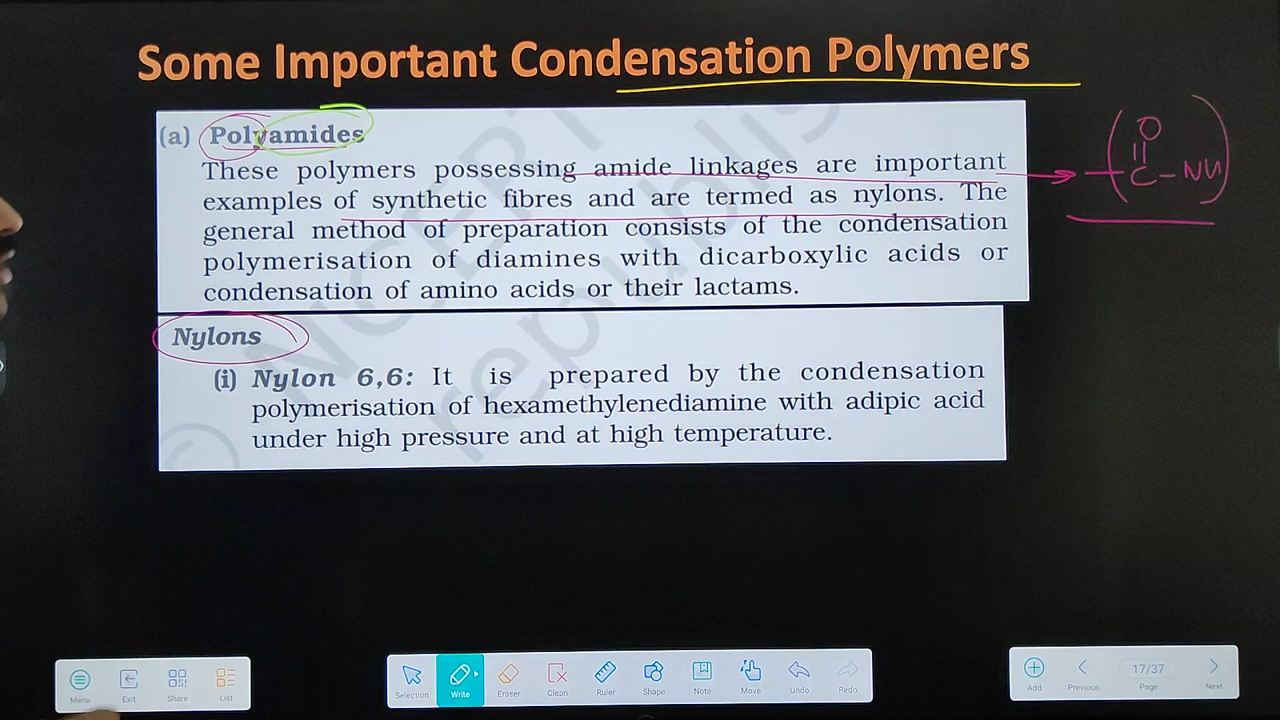 Some Important Condensation Polymers
(a) Polyamides
These polymers possessing amide linkages are important
examples of synthetic fibres and are termed as nylons. The
general method of preparation consists of the condensation
polymerisation of diamines with dicarboxylic acids or
condensation of amino acids or their lactams.
O
C-NH
Nylons
(i) Nylon 6,6: It is prepared by the condensation
polymerisation of hexamethylenediamine with adipic acid
under high pressure and at high temperature.
Menu Exit Share List
Selection Write Eraser Clean Ruler Shape Note Move Undo Redo
17/37
Add Previous Page Next